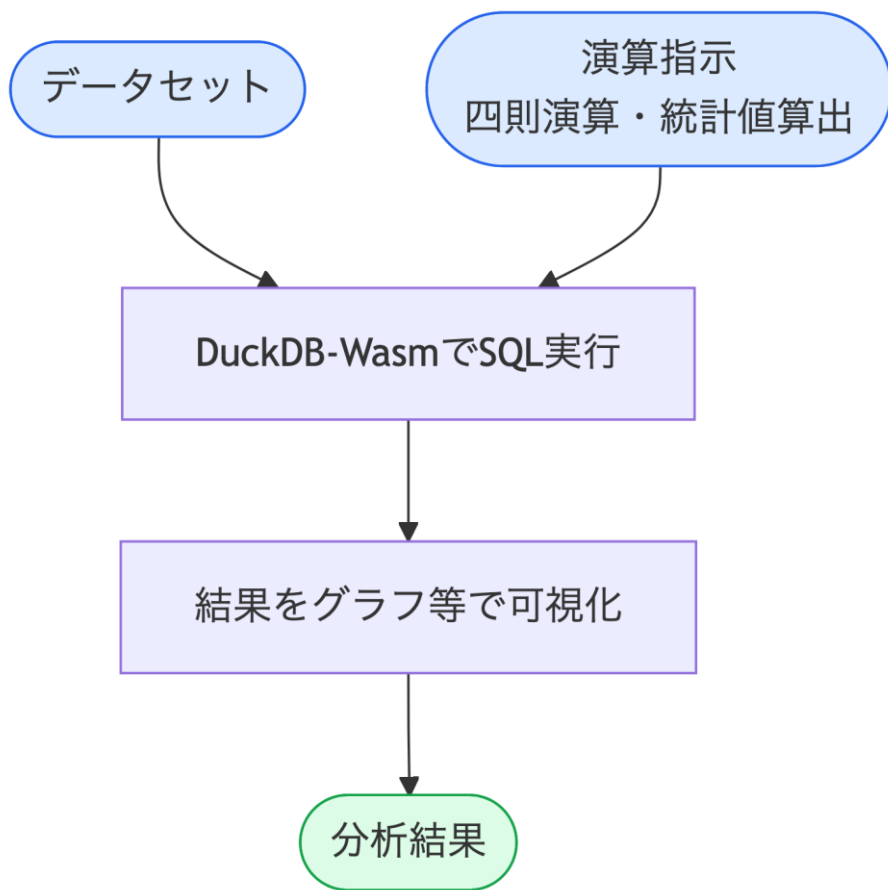 データセット
演算指示
四則演算・統計値算出
DuckDB-WasmでSQL実行
結果をグラフ等で可視化
分析結果